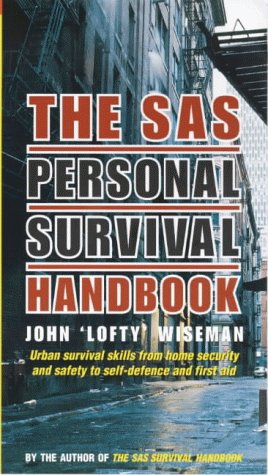 THE SAS
PERSONAL
SURVIVAL
HANDBOOK
JOHN 'LOFTY' WISEMAN
Urban survival skills from home security
and safety to self-defence and first aid
BY THE AUTHOR OF THE SAS SURVIVAL HANDBOOK